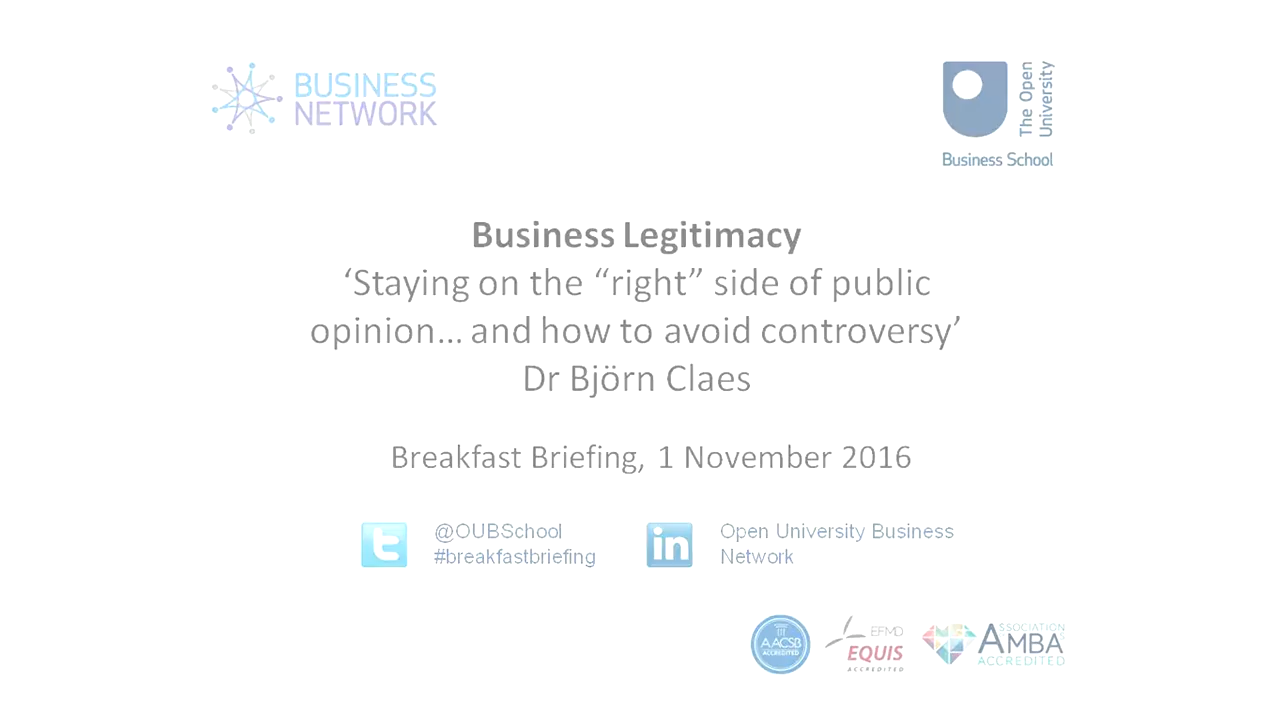 BUSINESS
NETWORK
The Open
University
Business School
Business Legitimacy
‘Staying on the “right” side of public
opinion… and how to avoid controversy’
Dr Björn Claes
Breakfast Briefing, 1 November 2016
@OUBSchool
#breakfastbriefing
in
Open University Business
Network
AACSB
ACCREDITED
EFMD
EQUIS
ACCREDITED
ASSOCIATION
AMBA
ACCREDITED